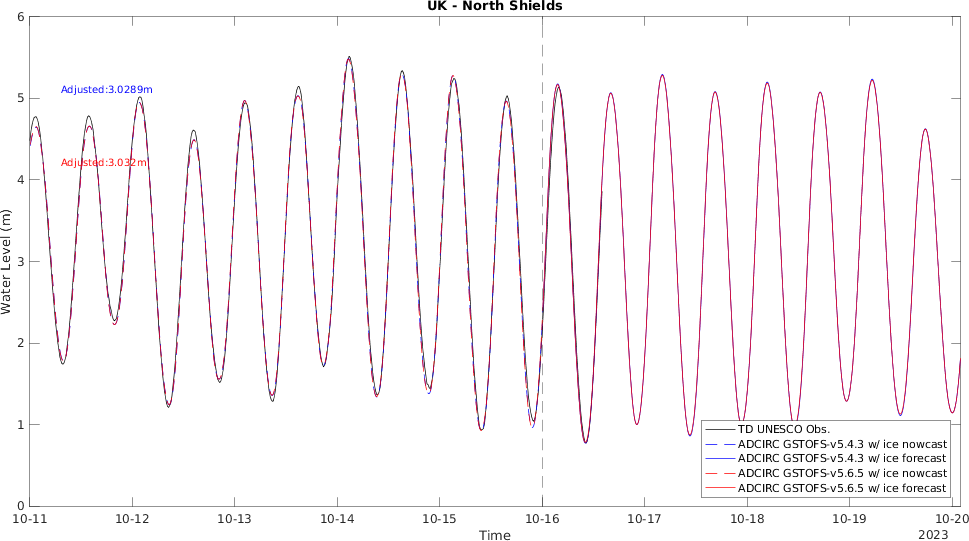 UK - North Shields
6
5
4
3
2
1
0
Water Level (m)
Adjusted:3.0289m
Adjusted:3.032m
TD UNESCO Obs.
ADCIRC GSTOFS-v5.4.3 w/ ice nowcast
ADCIRC GSTOFS-v5.4.3 w/ ice forecast
ADCIRC GSTOFS-v5.6.5 w/ ice nowcast
ADCIRC GSTOFS-v5.6.5 w/ ice forecast
10-11 10-12 10-13 10-14 10-15 10-16 10-17 10-18 10-19 10-20
Time
2023